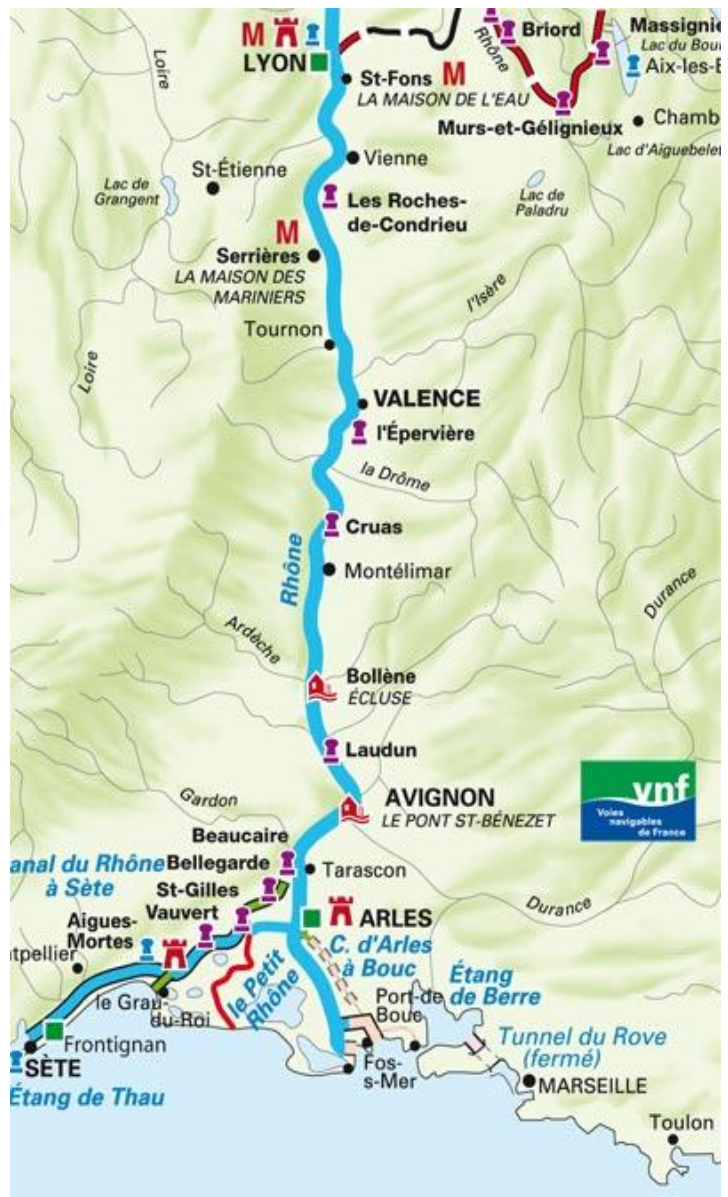 Loire
M
LYON
Rhône
Briord
Massignie
Lac du Bou
Aix-les-B
St-Fons M
LA MAISON DE L'EAU
Murs-et-Gélignieux
Chamb
Lac d'Aiguebelet
Vienne
St-Étienne
Lac de
Grangent
Les Roches-
de-Condrieu
Lac de
Paladru
M
Serrières
LA MAISON DES
MARINIERS
l'Isère
Tournon
Loire
VALENCE
l'Épervière
la Drôme
Cruas
Rhône
Montélimar
Durance
Ardèche
Bollène
ÉCLUSE
Laudun
vnf
Voies
navigables
de France
AVIGNON
LE PONT ST-BÉNEZET
Gardon
Beaucaire
anal du Rhône
à Sète
Bellegarde
Tarascon
St-Gilles
Vauvert
Durance
Aigues-
Mortes
ARLES
C. d'Arles
à Bouc
tpellier
le Petit
Rhône
Étang
de Berre
le Grau-
du-Roi
Port-de
Bouc
Tunnel du Rove
(fermé)
Frontignan
SÈTE
Fos-
s-Mer
MARSEILLE
Étang de Thau
Toulon